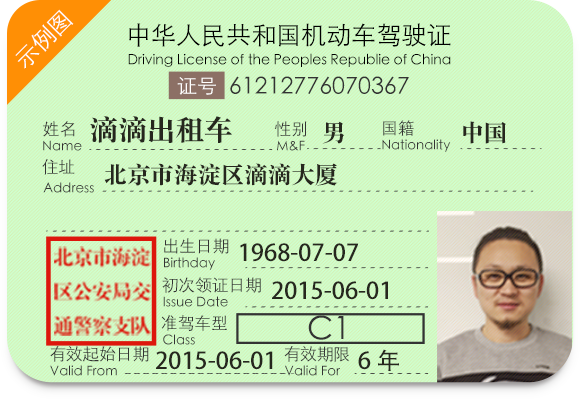 示例图
中华人民共和国机动车驾驶证
Driving License of the Peoples Republie of China
证号 61212776070367
姓名 滴滴出租车 性别 男 国籍 中国
Name M&F Nationality
住址 北京市海淀区滴滴大厦
Address
北京市海淀
区公安局交
通警察支队
出生日期 1968-07-07
Birthday
初次领证日期 2015-06-01
Issue Date
准驾车型 C1
Class
有效起始日期 2015-06-01 有效期限 6 年
Valid From Valid For